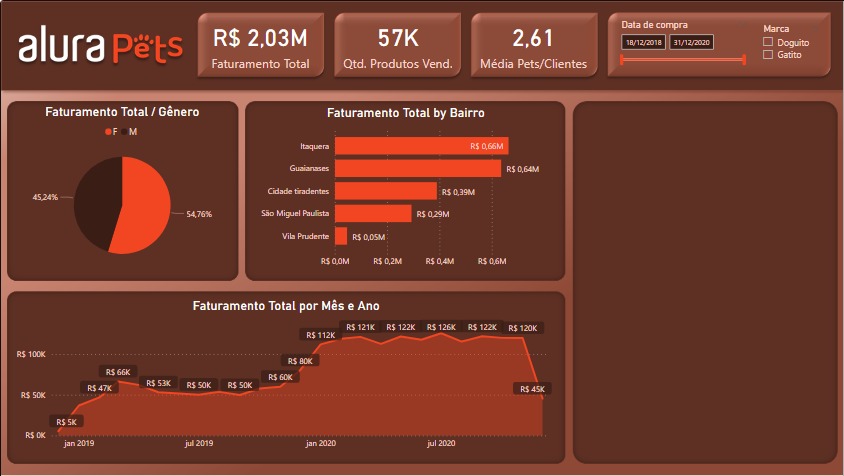 alura Pets
R$ 2,03M
Faturamento Total
57K
Qtd. Produtos Vend.
2,61
Média Pets/Clientes
Data de compra
18/12/2018 31/12/2020
Marca
Doguito
Gatito
Faturamento Total / Gênero
F M
45,24%
54,76%
Faturamento Total by Bairro
Itaquera R$ 0,66M
Guaianases R$ 0,64M
Cidade tiradentes R$ 0,39M
São Miguel Paulista R$ 0,29M
Vila Prudente R$ 0,05M
R$ 0,0M R$ 0,2M R$ 0,4M R$ 0,6M
Faturamento Total por Mês e Ano
R$ 100K
R$ 50K
R$ 0K
R$ 5K R$ 47K R$ 66K R$ 53K R$ 50K R$ 50K R$ 60K R$ 80K R$ 112K R$ 121K R$ 122K R$ 126K R$ 122K R$ 120K R$ 45K
jan 2019 jul 2019 jan 2020 jul 2020